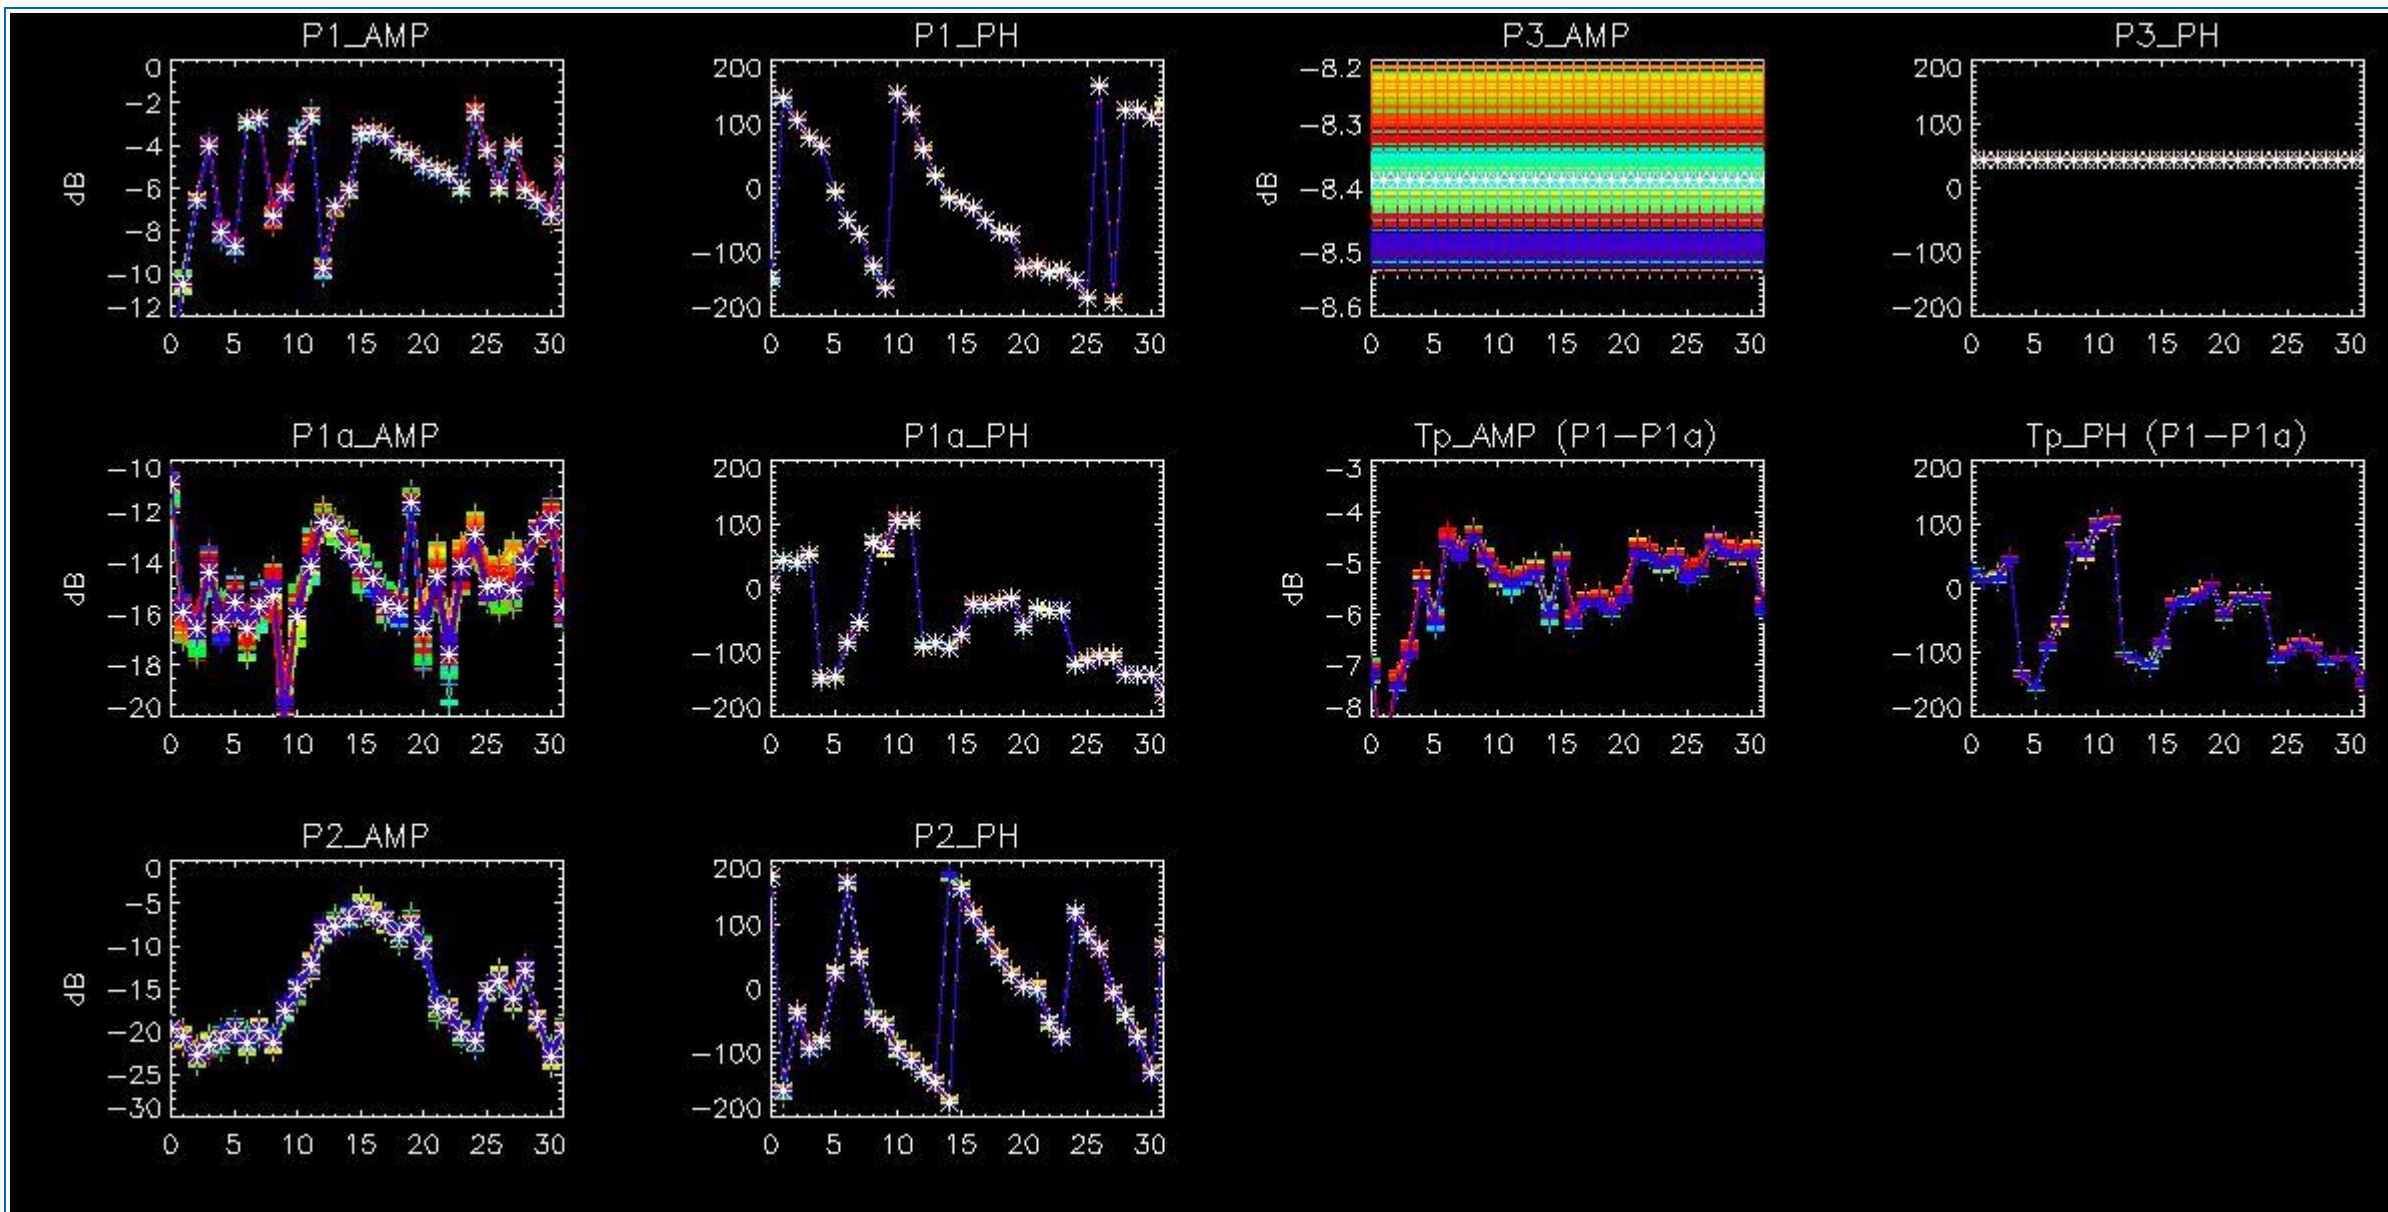 P1_AMP P1_PH P3_AMP P3_PH
0 200 −8.2 200
−2
100 −8.3 100
−4
dB −6 0 dB −8.4 0
−8
−100 −8.5 −100
−10
−12 −200 −8.6 −200
0 5 10 15 20 25 30 0 5 10 15 20 25 30 0 5 10 15 20 25 30 0 5 10 15 20 25 30
P1a_AMP P1a_PH Tp_AMP (P1−P1a) Tp_PH (P1−P1a)
−10 200 −3 200
−12 100 −4 100
−14 −5
dB 0 dB 0
−16 −6
−18 −100 −7 −100
−20 −200 −8 −200
0 5 10 15 20 25 30 0 5 10 15 20 25 30 0 5 10 15 20 25 30 0 5 10 15 20 25 30
P2_AMP P2_PH
0 200
−5
100
−10
dB −15 0
−20
−100
−25
−30 −200
0 5 10 15 20 25 30 0 5 10 15 20 25 30